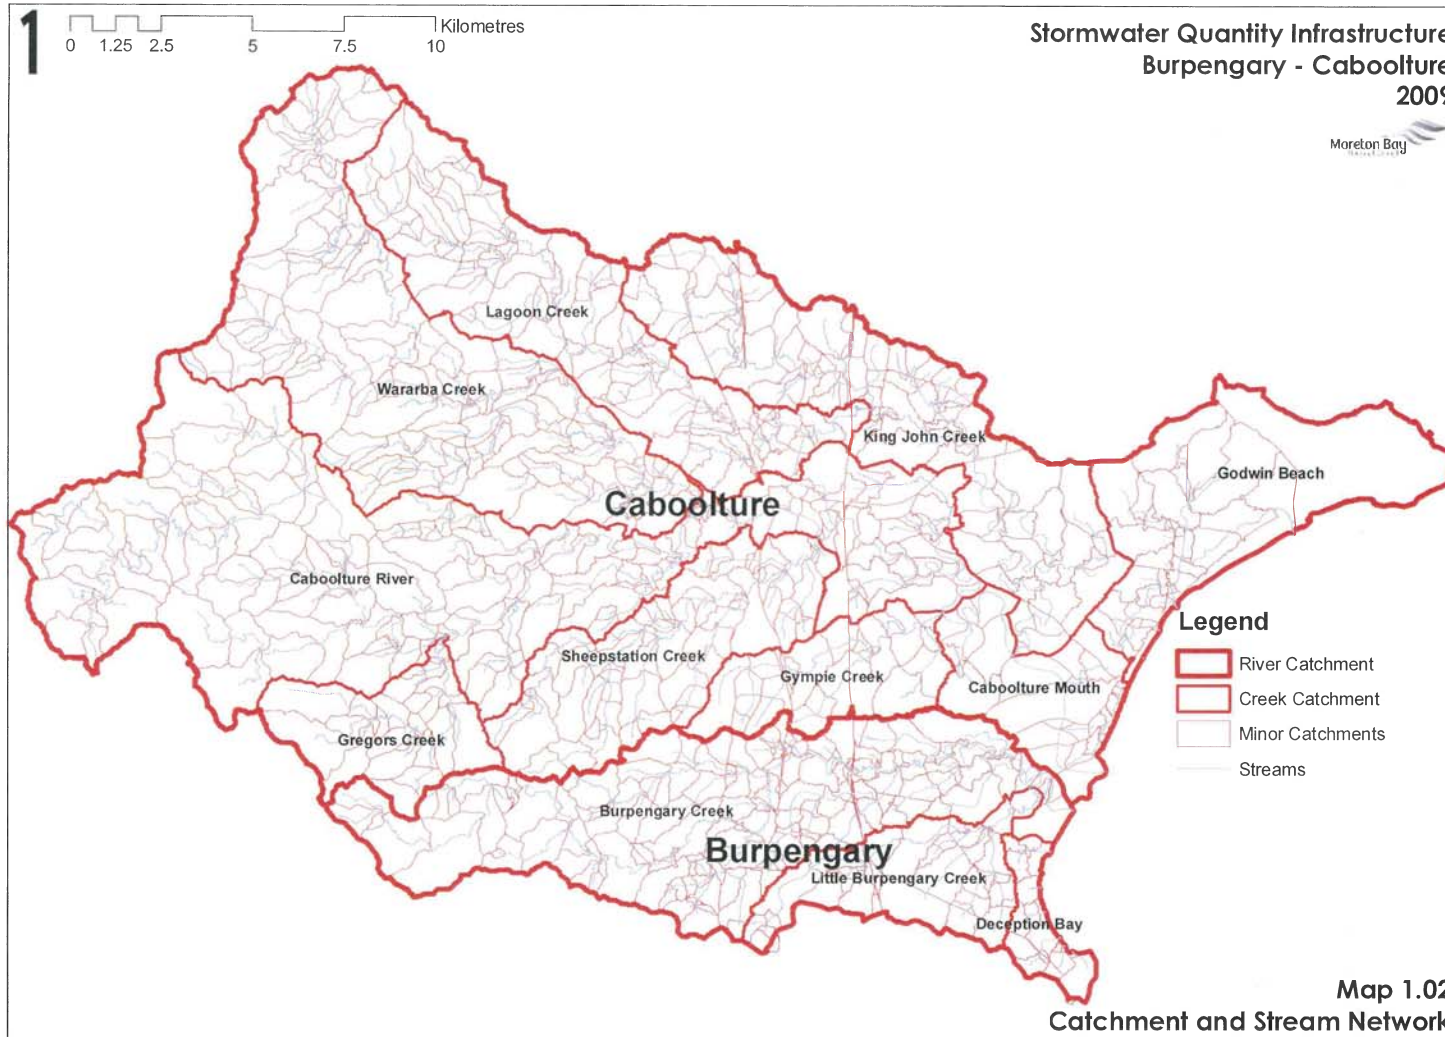 1
Kilometres
0 1.25 2.5 5 7.5 10
Stormwater Quantity Infrastructure
Burpengary - Caboolture
2009
Moreton Bay
Lagoon Creek
Wararba Creek
King John Creek
Godwin Beach
Caboolture
Caboolture River
Legend
River Catchment
Creek Catchment
Minor Catchments
Streams
Sheepstation Creek
Gympie Creek
Caboolture Mouth
Gregors Creek
Burpengary Creek
Burpengary
Little Burpengary Creek
Deception Bay
Map 1.02
Catchment and Stream Network